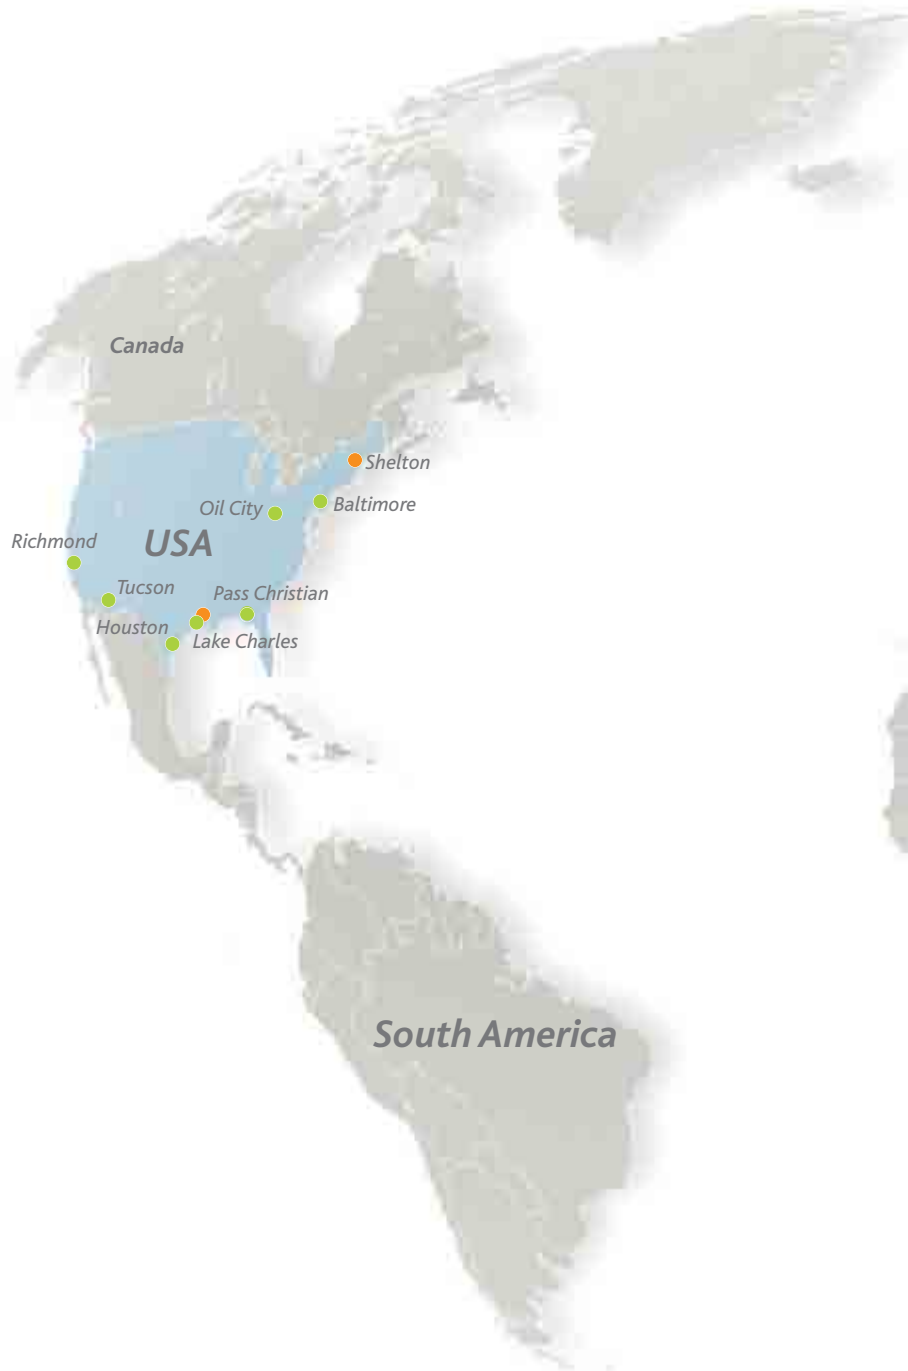 Canada
Shelton
Oil City
Baltimore
Richmond
USA
Tucson
Pass Christian
Houston
Lake Charles
South America